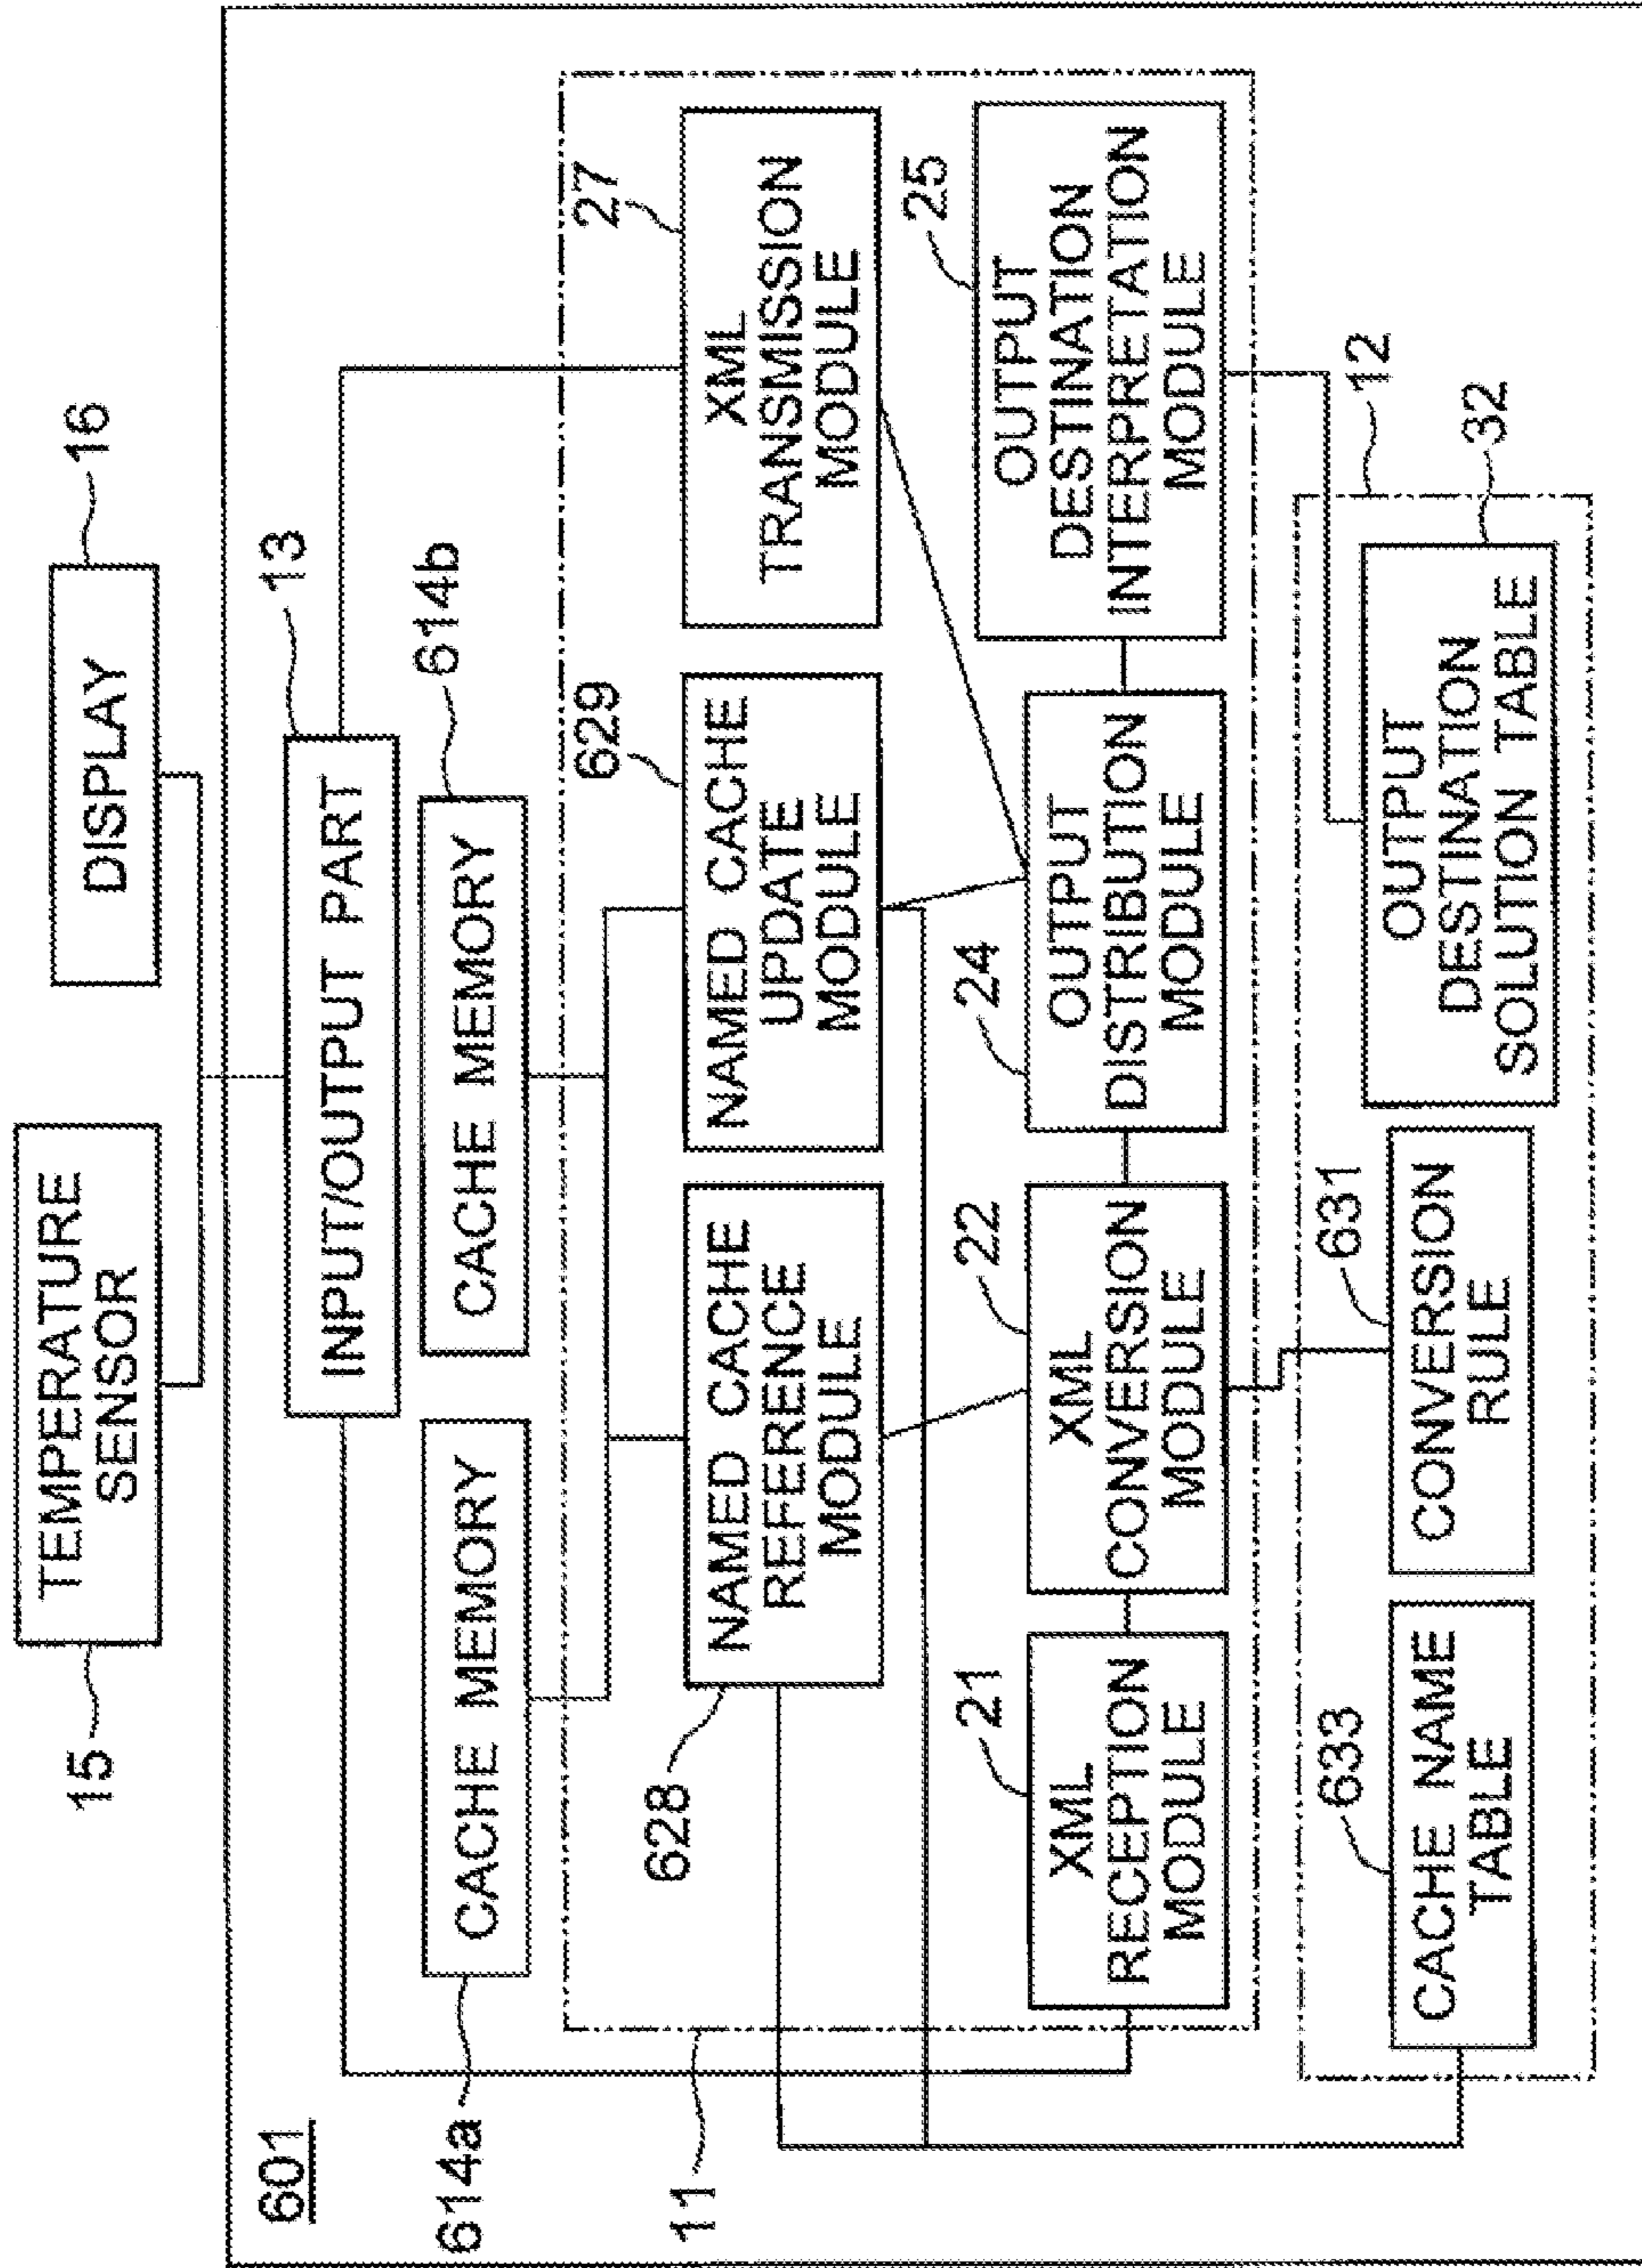 TEMPERATURE
SENSOR
15
DISPLAY
16
601
INPUT/OUTPUT PART
13
CACHE MEMORY
614a
CACHE MEMORY
614b
11
NAMED CACHE
REFERENCE
MODULE
628
NAMED CACHE
UPDATE
MODULE
629
XML
TRANSMISSION
MODULE
27
XML
RECEPTION
MODULE
21
XML
CONVERSION
MODULE
22
OUTPUT
DISTRIBUTION
MODULE
24
OUTPUT
DESTINATION
INTERPRETATION
MODULE
25
12
CACHE NAME
TABLE
633
CONVERSION
RULE
631
OUTPUT
DESTINATION
SOLUTION TABLE
32